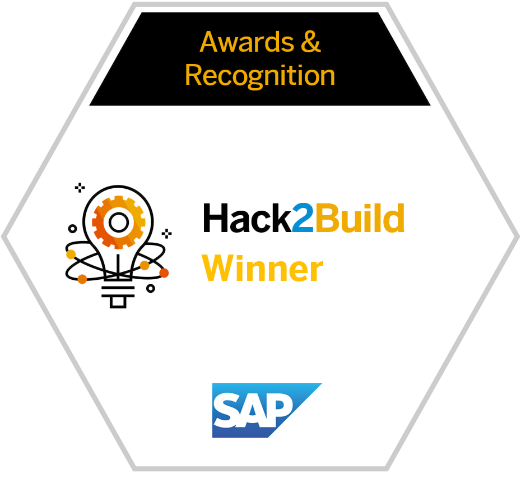 Awards &
Recognition
Hack2Build
Winner
SAP